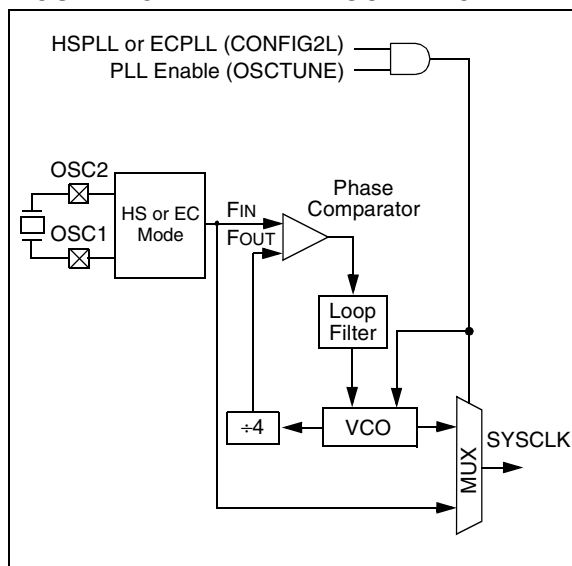 HSPLL or ECPLL (CONFIG2L)
PLL Enable (OSCTUNE)
OSC2
OSC1
HS or EC
Mode
FIN
FOUT
Phase
Comparator
Loop
Filter
÷4
VCO
MUX
SYSCLK